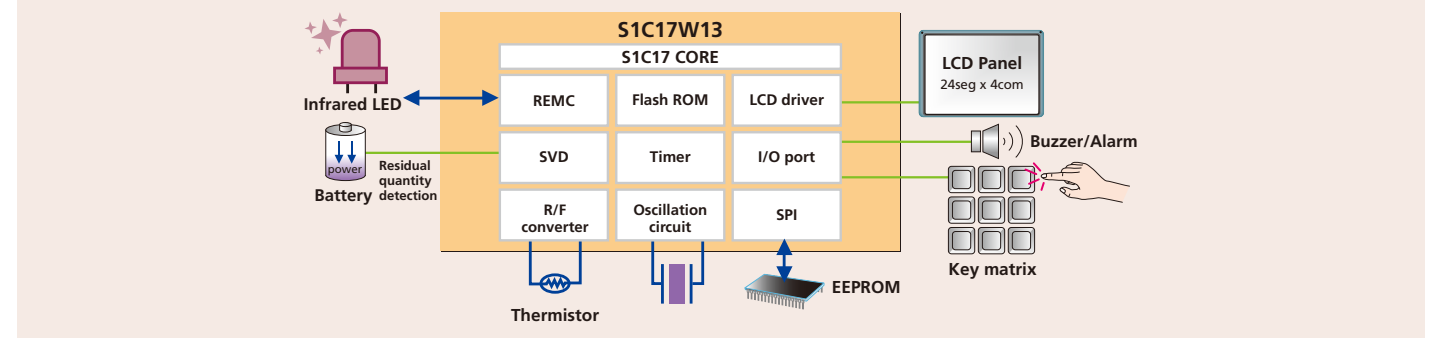 S1C17W13
S1C17 CORE
Infrared LED
REMC
Flash ROM
LCD driver
LCD Panel
24seg x 4com
power
Battery
Residual
quantity
detection
SVD
Timer
I/O port
Buzzer/Alarm
R/F
converter
Oscillation
circuit
SPI
Key matrix
Thermistor
EEPROM